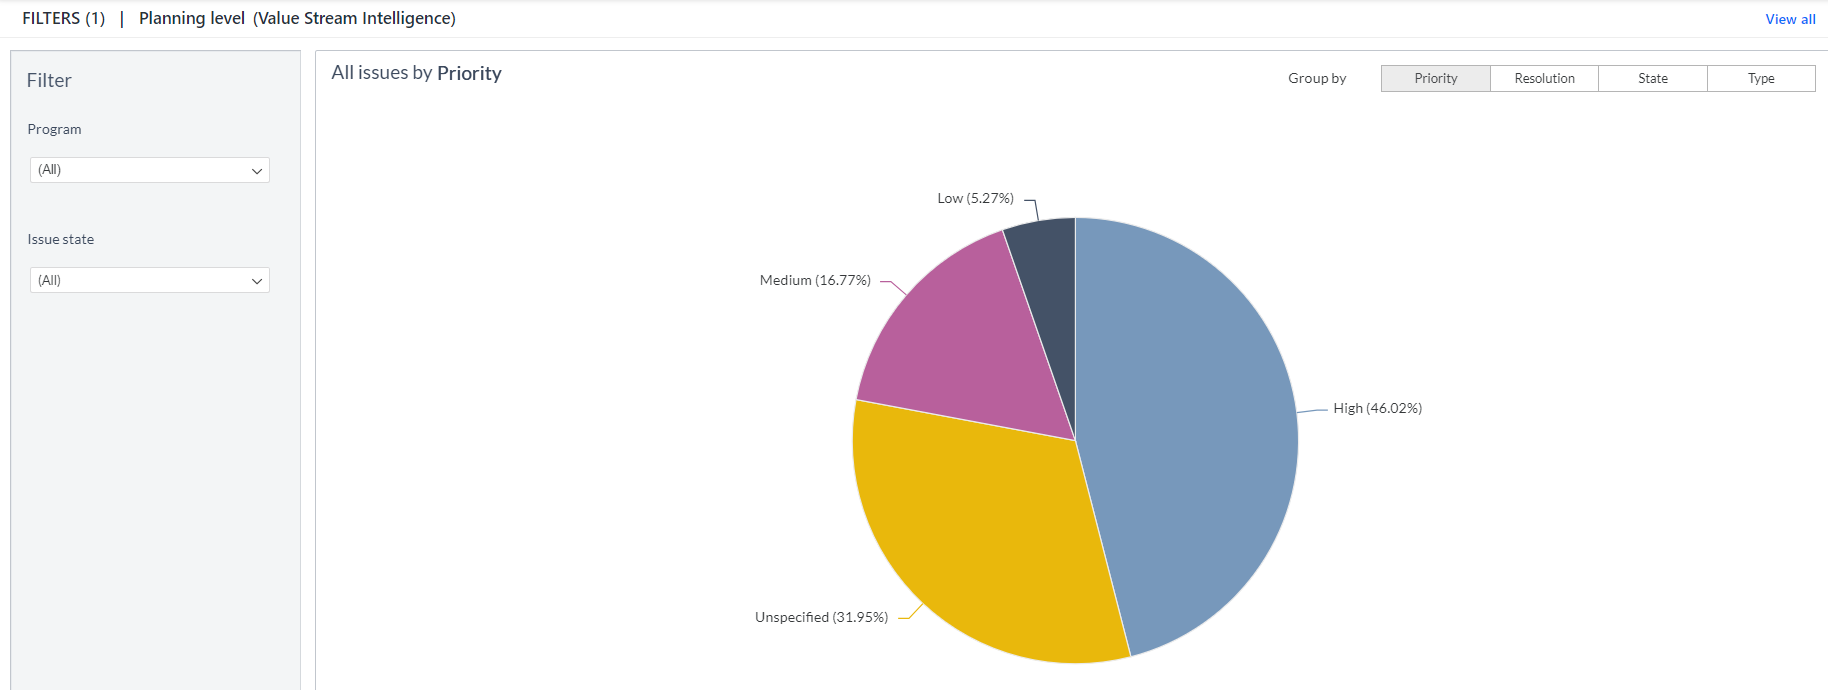 FILTERS (1) | Planning level (Value Stream Intelligence)
View all
Filter
Program
(All)
Issue state
(All)
All issues by Priority
Group by
Priority
Resolution
State
Type
Low (5.27%)
Medium (16.77%)
High (46.02%)
Unspecified (31.95%)